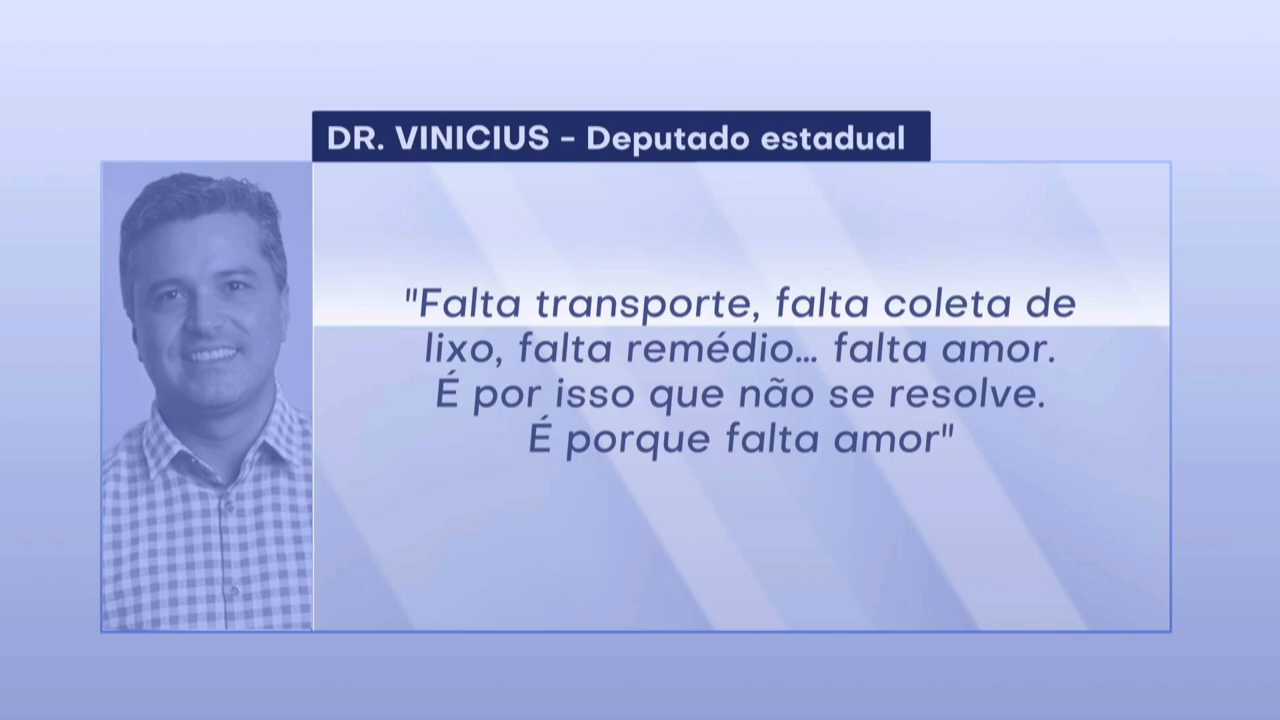 DR. VINICIUS - Deputado estadual
"Falta transporte, falta coleta de
lixo, falta remédio... falta amor.
É por isso que não se resolve.
É porque falta amor"